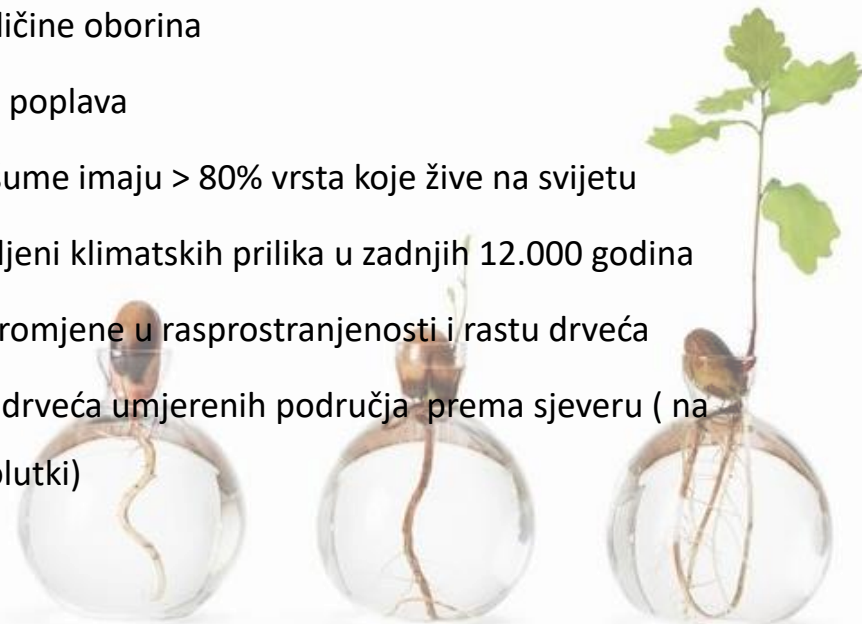 ličine oborina
poplava
šume imaju > 80% vrsta koje žive na svijetu
ljeni klimatskih prilika u zadnjih 12.000 godina
romjene u rasprostranjenosti i rastu drveća
drveća umjerenih područja prema sjeveru ( na
olutki)